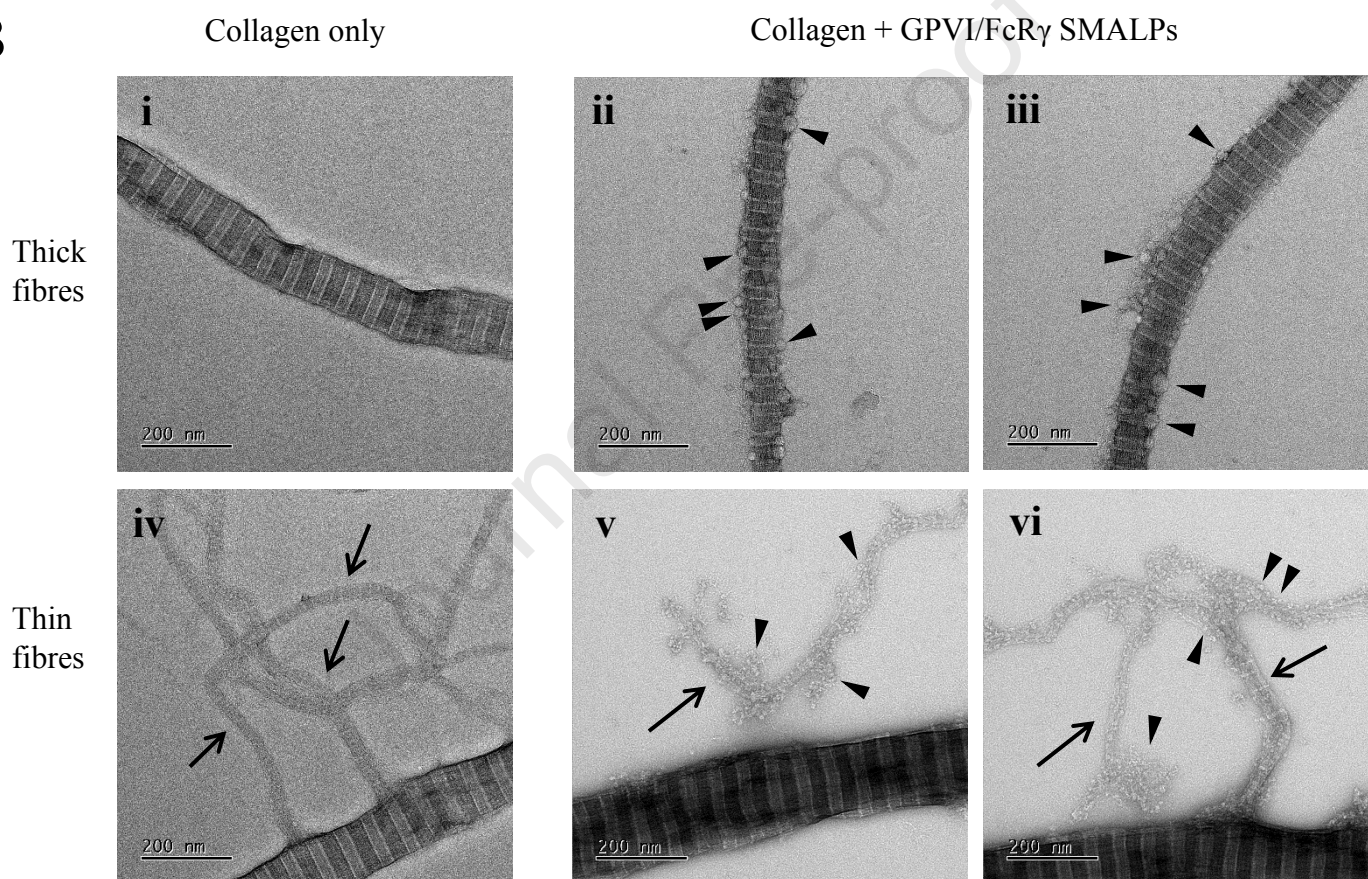 B
Collagen only
Collagen + GPVI/FcRγ SMALPs
Thick
fibres
i
ii
iii
200 nm
200 nm
200 nm
Thin
fibres
iv
v
vi
200 nm
200 nm
200 nm